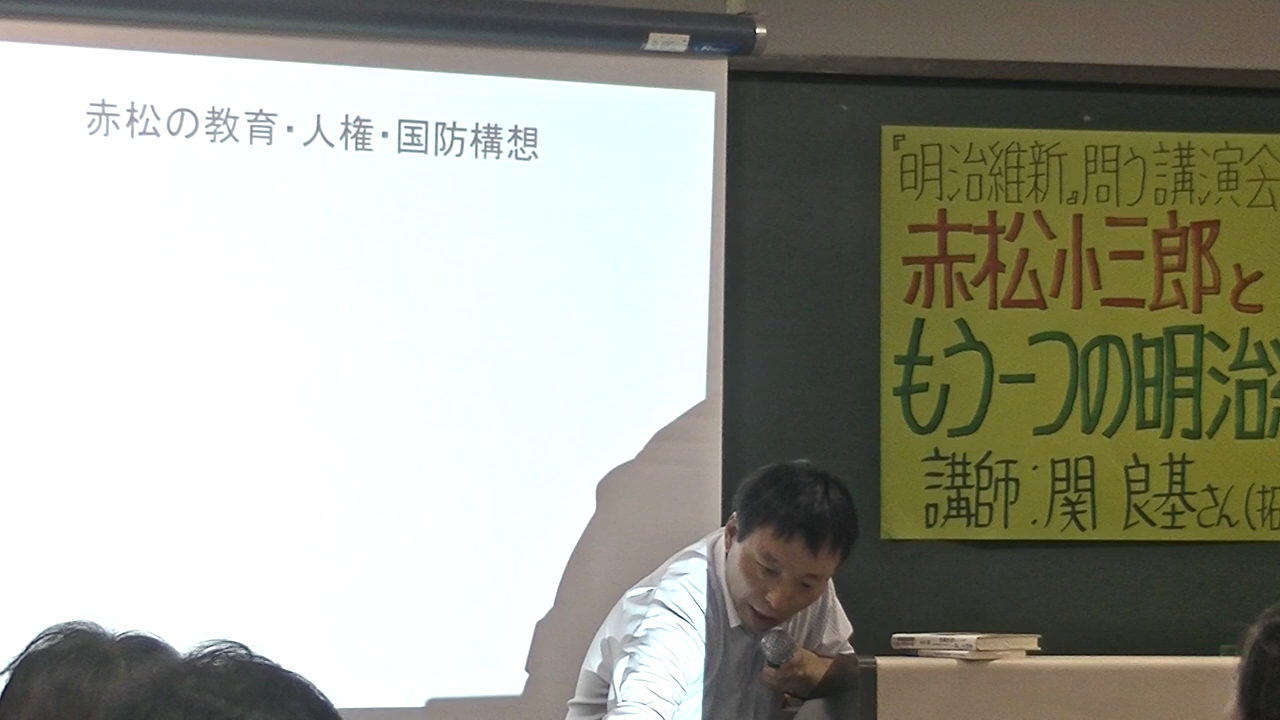 赤松の教育・人権・国防構想
『明治維新』問う講演会
赤松小三郎と
もう一つの明治維
講師:関 良基さん(拓